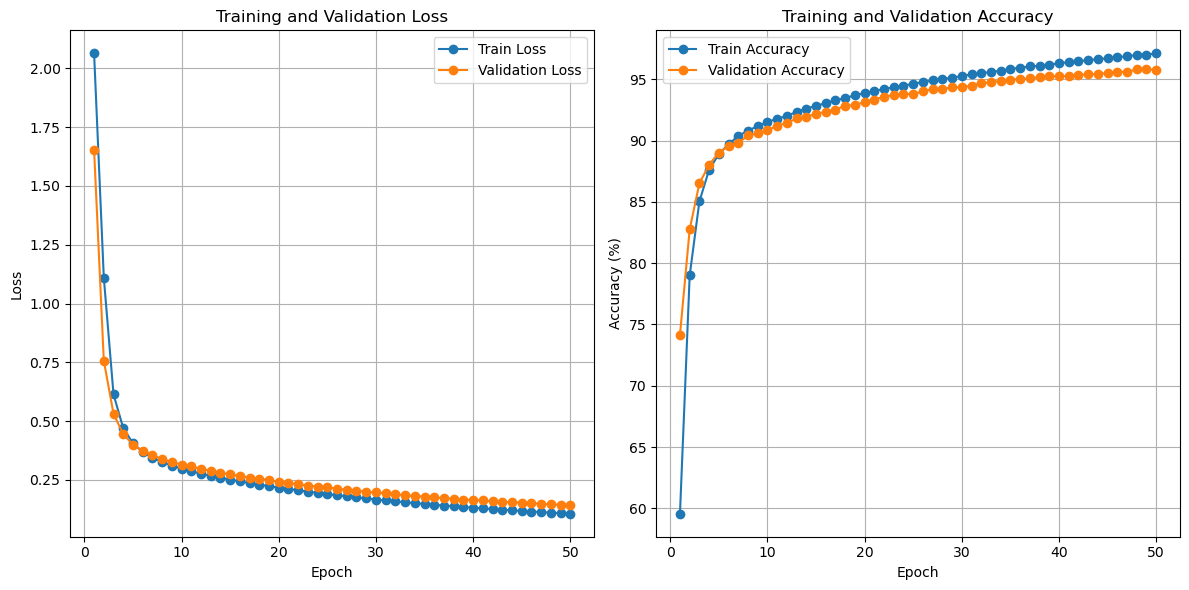 Training and Validation Loss
Train Loss
Validation Loss
2.00
1.75
1.50
1.25
1.00
0.75
0.50
0.25
Loss
0
10
20
30
40
50
Epoch
Training and Validation Accuracy
Train Accuracy
Validation Accuracy
95
90
85
80
75
70
65
60
Accuracy (%)
0
10
20
30
40
50
Epoch